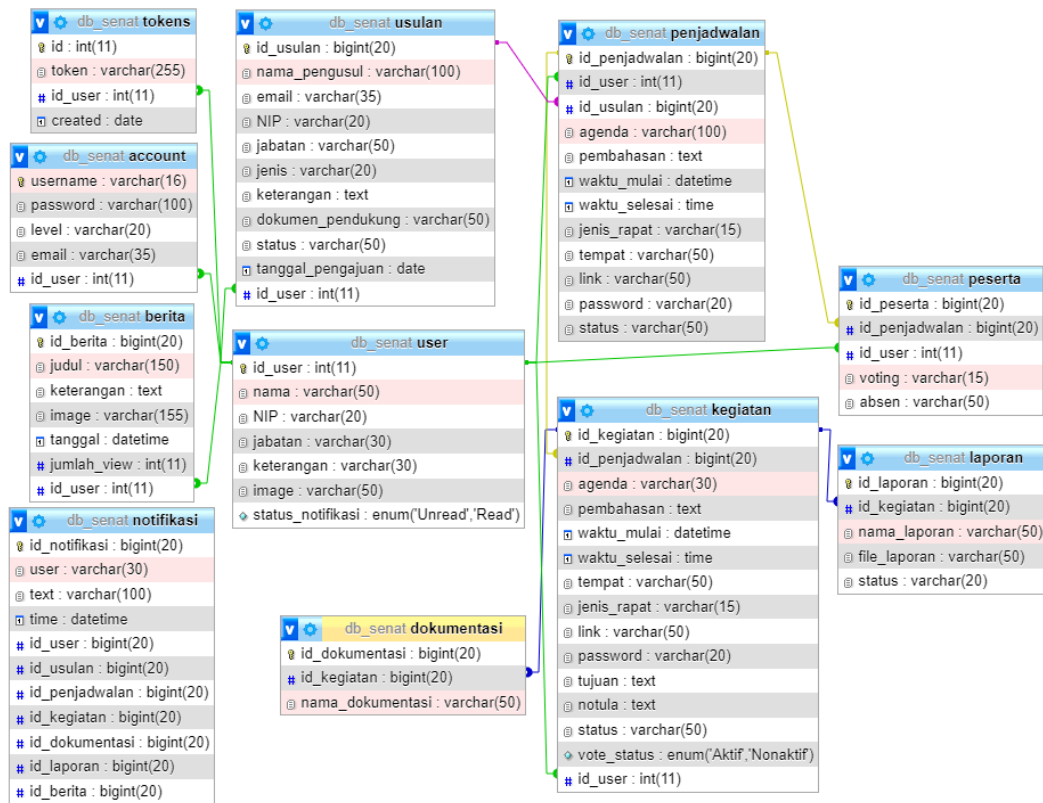 db_senat tokens
id : int(11)
token : varchar(255)
id_user : int(11)
created : date
db_senat account
username : varchar(16)
password : varchar(100)
level : varchar(20)
email : varchar(35)
id_user : int(11)
db_senat berita
id_berita : bigint(20)
judul : varchar(150)
keterangan : text
image : varchar(155)
tanggal : datetime
jumlah_view : int(11)
id_user : int(11)
db_senat notifikasi
id_notifikasi : bigint(20)
user : varchar(30)
text : varchar(100)
time : datetime
id_user : bigint(20)
id_usulan : bigint(20)
id_penjadwalan : bigint(20)
id_kegiatan : bigint(20)
id_dokumentasi : bigint(20)
id_laporan : bigint(20)
id_berita : bigint(20)
db_senat usulan
id_usulan : bigint(20)
nama_pengusul : varchar(100)
email : varchar(35)
NIP : varchar(20)
jabatan : varchar(50)
jenis : varchar(20)
keterangan : text
dokumen_pendukung : varchar(50)
status : varchar(50)
tanggal_pengajuan : date
id_user : int(11)
db_senat user
id_user : int(11)
nama : varchar(50)
NIP : varchar(20)
jabatan : varchar(30)
keterangan : varchar(30)
image : varchar(50)
status_notifikasi : enum('Unread','Read')
db_senat dokumentasi
id_dokumentasi : bigint(20)
id_kegiatan : bigint(20)
nama_dokumentasi : varchar(50)
db_senat penjadwalan
id_penjadwalan : bigint(20)
id_user : int(11)
id_usulan : bigint(20)
agenda : varchar(100)
pembahasan : text
waktu_mulai : datetime
waktu_selesai : time
jenis_rapat : varchar(15)
tempat : varchar(50)
link : varchar(50)
password : varchar(20)
status : varchar(50)
db_senat kegiatan
id_kegiatan : bigint(20)
id_penjadwalan : bigint(20)
agenda : varchar(30)
pembahasan : text
waktu_mulai : datetime
waktu_selesai : time
tempat : varchar(50)
jenis_rapat : varchar(15)
link : varchar(50)
password : varchar(20)
tujuan : text
notula : text
status : varchar(50)
vote_status : enum('Aktif','Nonaktif')
id_user : int(11)
db_senat peserta
id_peserta : bigint(20)
id_penjadwalan : bigint(20)
id_user : int(11)
voting : varchar(15)
absen : varchar(50)
db_senat laporan
id_laporan : bigint(20)
id_kegiatan : bigint(20)
nama_laporan : varchar(50)
file_laporan : varchar(50)
status : varchar(20)